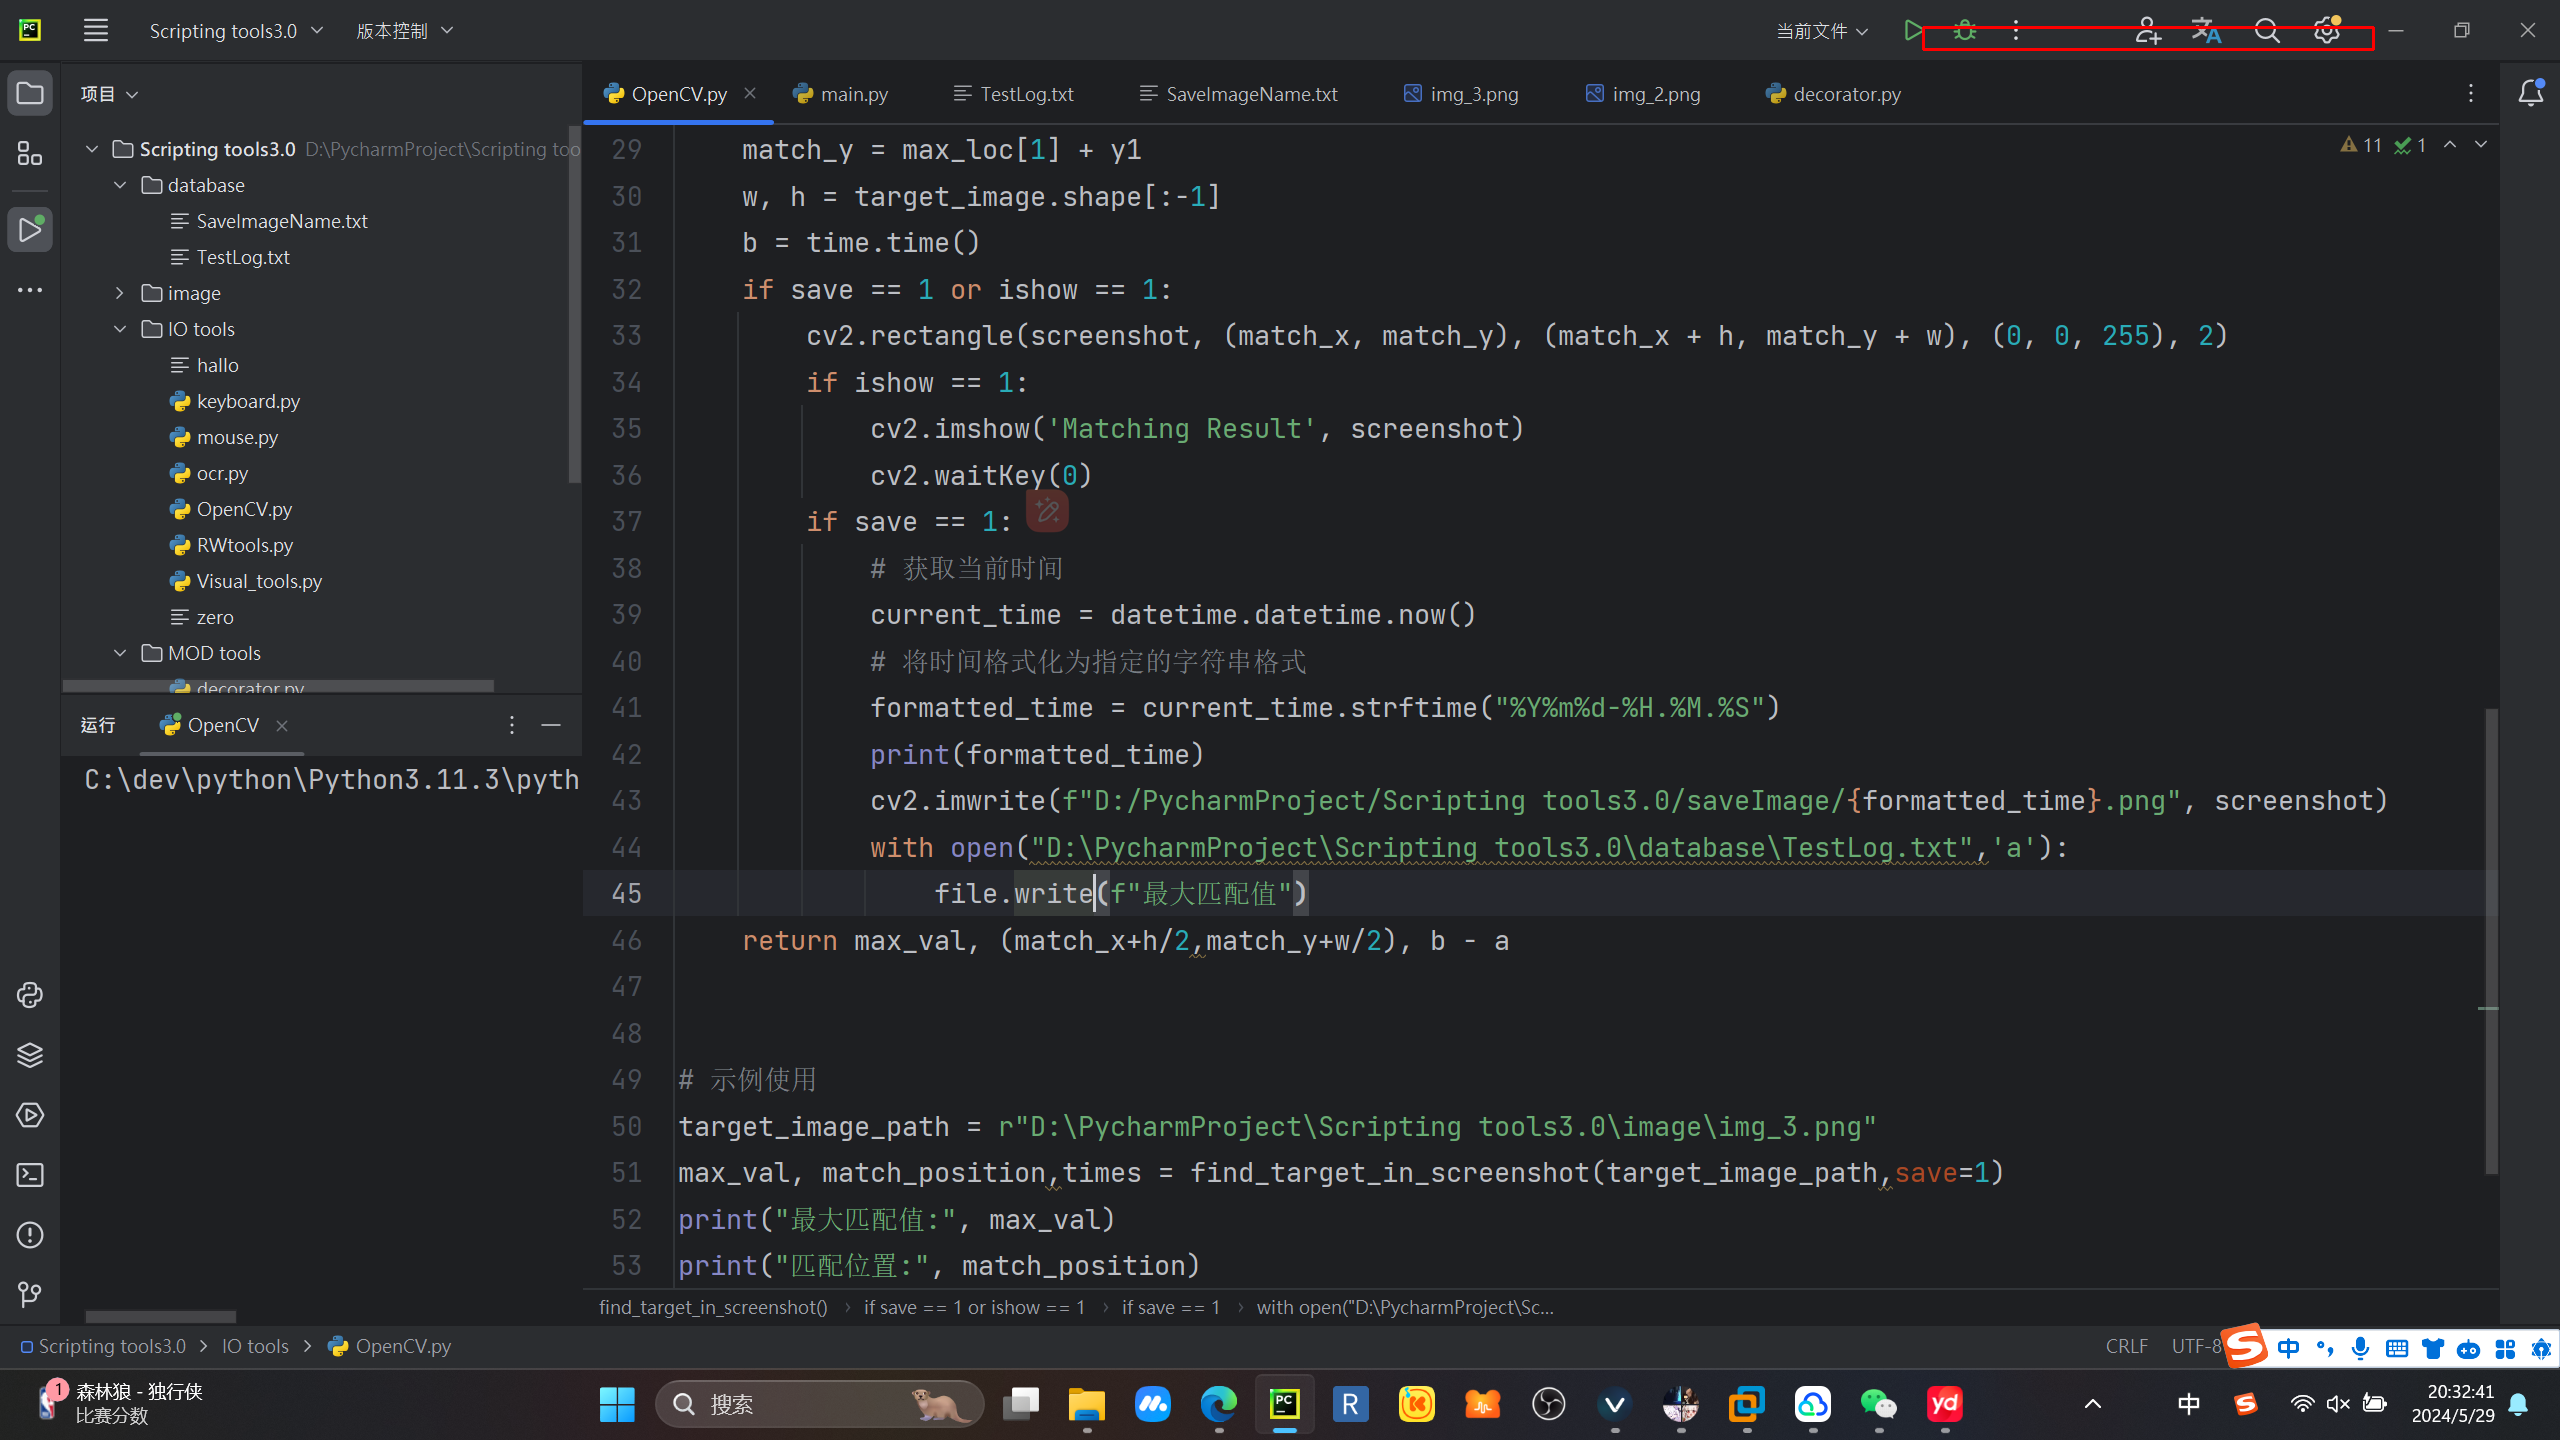 Scripting tools3.0 版本控制 当前文件
项目
OpenCV.py main.py TestLog.txt SaveImageName.txt img_3.png img_2.png decorator.py
Scripting tools3.0 D:\PycharmProject\Scripting too
database
SaveImageName.txt
TestLog.txt
image
IO tools
hallo
keyboard.py
mouse.py
ocr.py
OpenCV.py
RWtools.py
Visual_tools.py
zero
MOD tools
decorator.py
11 1
29 match_y = max_loc[1] + y1
30 w, h = target_image.shape[:-1]
31 b = time.time()
32 if save == 1 or ishow == 1:
33 cv2.rectangle(screenshot, (match_x, match_y), (match_x + h, match_y + w), (0, 0, 255), 2)
34 if ishow == 1:
35 cv2.imshow('Matching Result', screenshot)
36 cv2.waitKey(0)
37 if save == 1:
38 # 获取当前时间
39 current_time = datetime.datetime.now()
40 # 将时间格式化为指定的字符串格式
41 formatted_time = current_time.strftime("%Y%m%d-%H.%M.%S")
42 print(formatted_time)
43 cv2.imwrite(f"D:/PycharmProject/Scripting tools3.0/saveImage/{formatted_time}.png", screenshot)
44 with open("D:\PycharmProject\Scripting tools3.0\database\TestLog.txt",'a'):
45 file.write(f"最大匹配值")
46 return max_val, (match_x+h/2,match_y+w/2), b - a
47
48
49 # 示例使用
50 target_image_path = r"D:\PycharmProject\Scripting tools3.0\image\img_3.png"
51 max_val, match_position,times = find_target_in_screenshot(target_image_path,save=1)
52 print("最大匹配值:", max_val)
53 print("匹配位置:", match_position)
运行 OpenCV
C:\dev\python\Python3.11.3\pyth
find_target_in_screenshot() › if save == 1 or ishow == 1 › if save == 1 › with open("D:\PycharmProject\Sc...
Scripting tools3.0 > IO tools > OpenCV.py CRLF UTF-8 中
1 森林狼 - 独行侠
比赛分数
搜索
PC R yd 中
20:32:41
2024/5/29